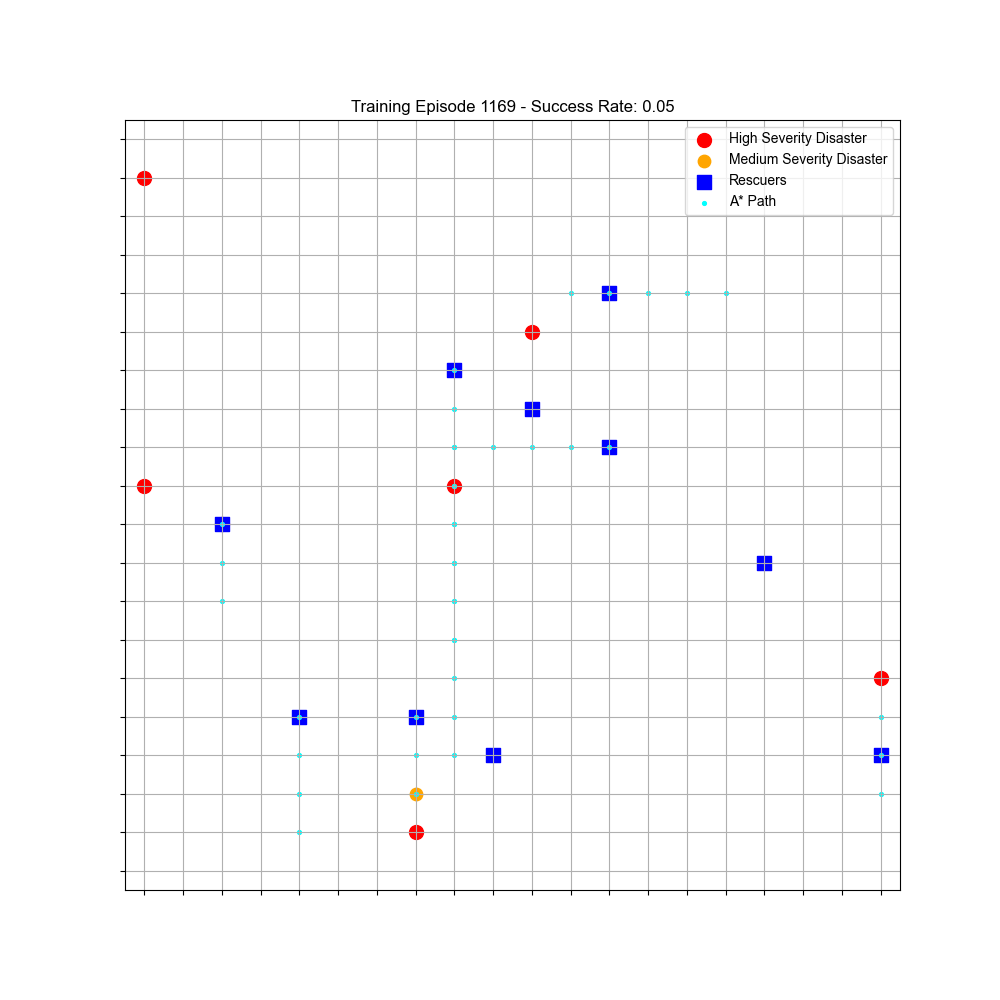 Training Episode 1169 - Success Rate: 0.05
High Severity Disaster
Medium Severity Disaster
Rescuers
A* Path